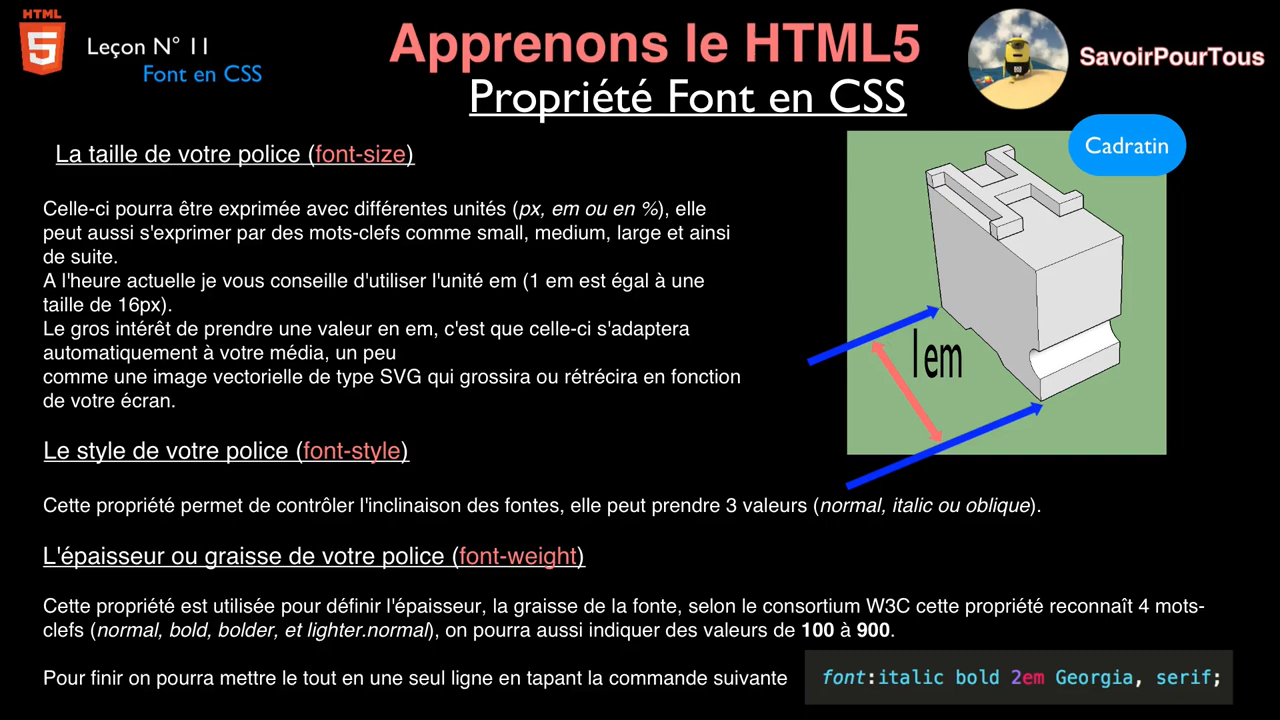 HTML
5
Leçon N° 11
Font en CSS
Apprenons le HTML5
Propriété Font en CSS
SavoirPourTous
Cadratin
La taille de votre police (font-size)
Celle-ci pourra être exprimée avec différentes unités (px, em ou en %), elle
peut aussi s'exprimer par des mots-clefs comme small, medium, large et ainsi
de suite.
A l'heure actuelle je vous conseille d'utiliser l'unité em (1 em est égal à une
taille de 16px).
Le gros intérêt de prendre une valeur en em, c'est que celle-ci s'adaptera
automatiquement à votre média, un peu
comme une image vectorielle de type SVG qui grossira ou rétrécira en fonction
de votre écran.
1em
Le style de votre police (font-style)
Cette propriété permet de contrôler l'inclinaison des fontes, elle peut prendre 3 valeurs (normal, italic ou oblique).
L'épaisseur ou graisse de votre police (font-weight)
Cette propriété est utilisée pour définir l'épaisseur, la graisse de la fonte, selon le consortium W3C cette propriété reconnaît 4 mots-
clefs (normal, bold, bolder, et lighter.normal), on pourra aussi indiquer des valeurs de 100 à 900.
Pour finir on pourra mettre le tout en une seul ligne en tapant la commande suivante
font:italic bold 2em Georgia, serif;